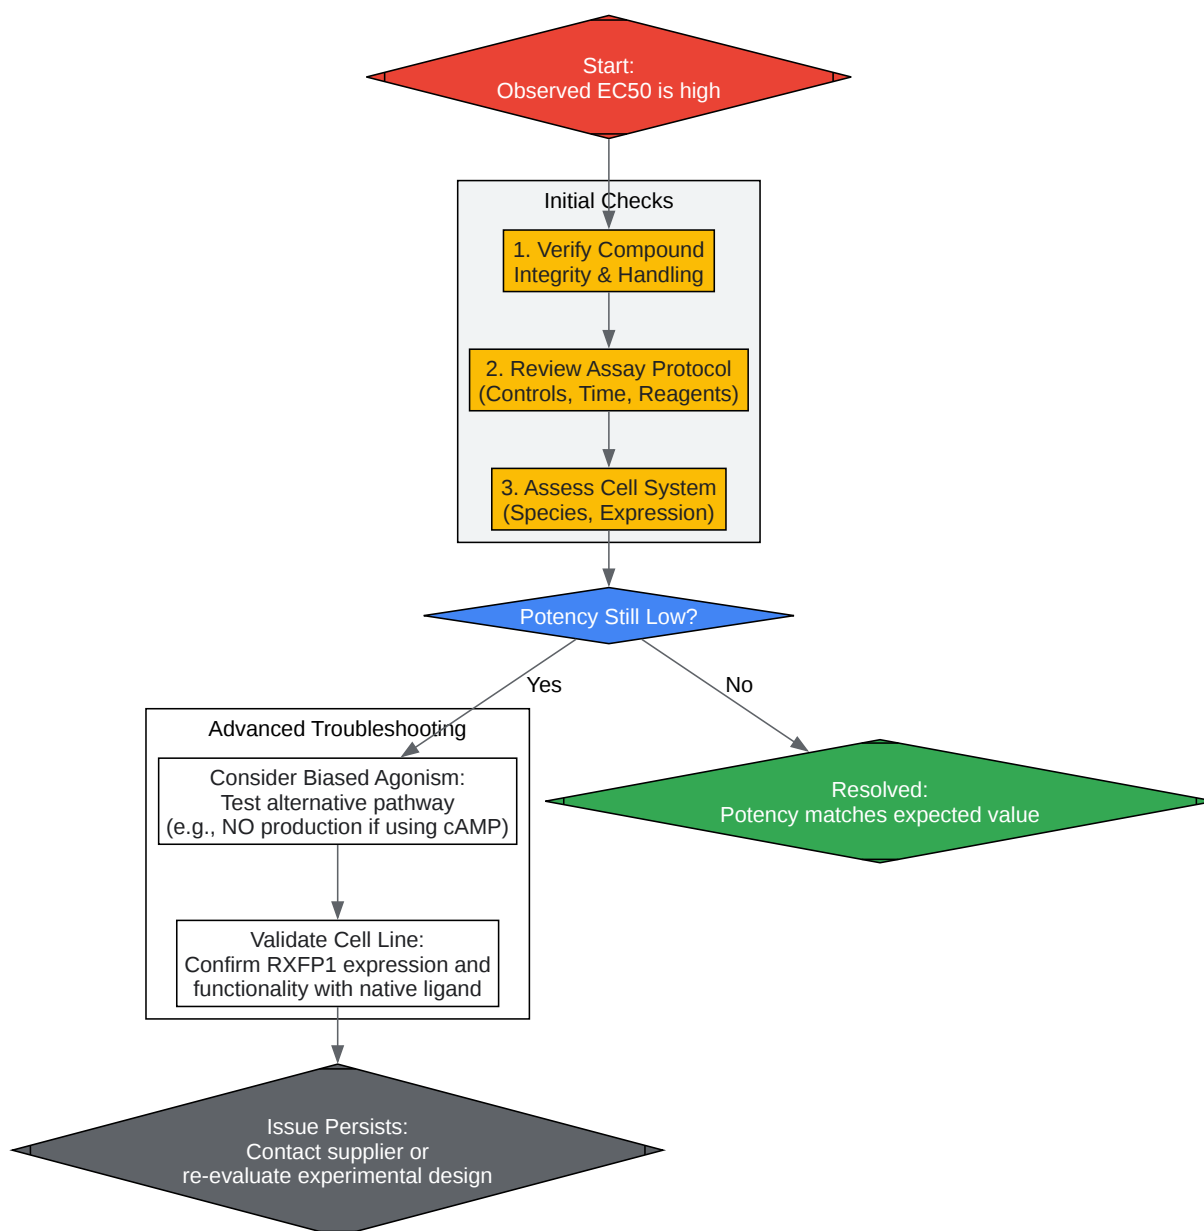 Start:
Observed EC50 is high
Initial Checks
1. Verify Compound
Integrity & Handling
2. Review Assay Protocol
(Controls, Time, Reagents)
3. Assess Cell System
(Species, Expression)
Potency Still Low?
Yes
No
Advanced Troubleshooting
Consider Biased Agonism:
Test alternative pathway
(e.g., NO production if using cAMP)
Resolved:
Potency matches expected value
Validate Cell Line:
Confirm RXFP1 expression and
functionality with native ligand
Issue Persists:
Contact supplier or
re-evaluate experimental design